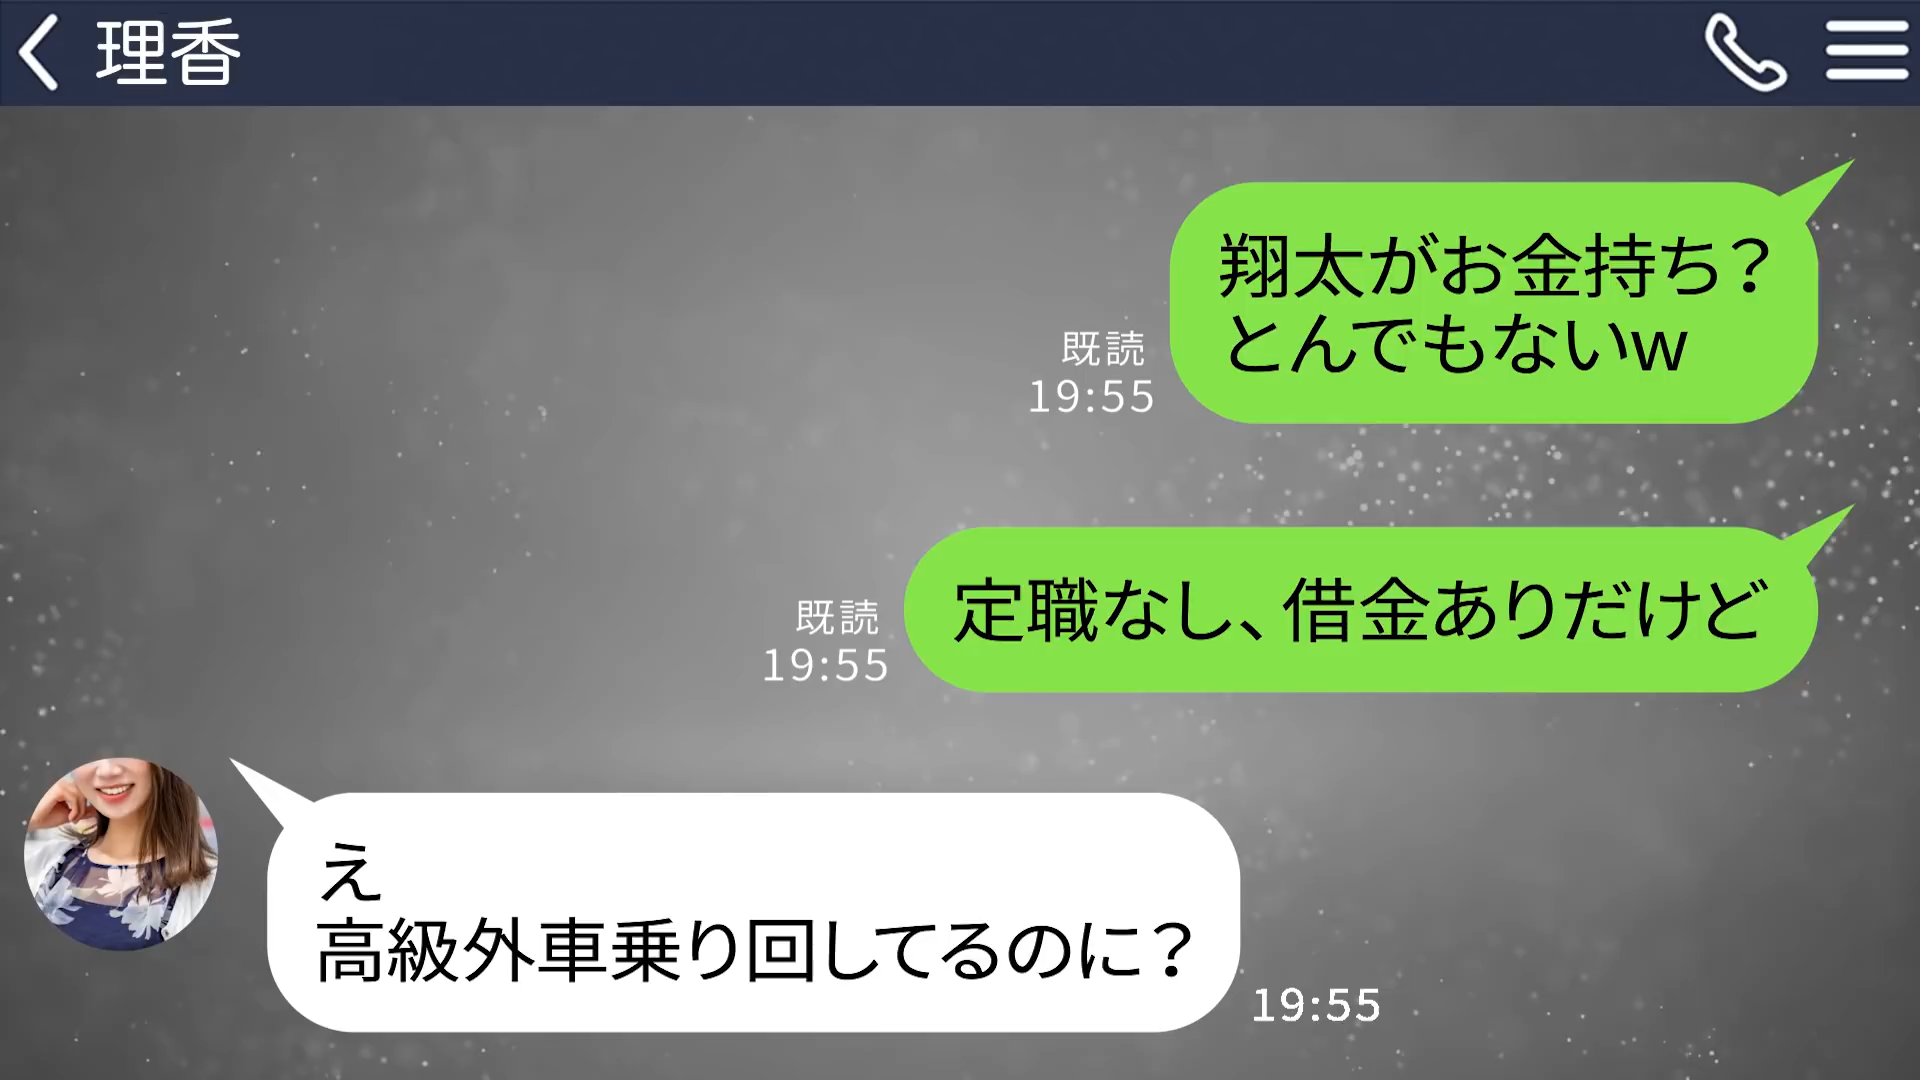 理香
翔太がお金持ち？
とんでもないw
既読
19:55
定職なし、借金ありだけど
既読
19:55
え
高級外車乗り回してるのに？
19:55